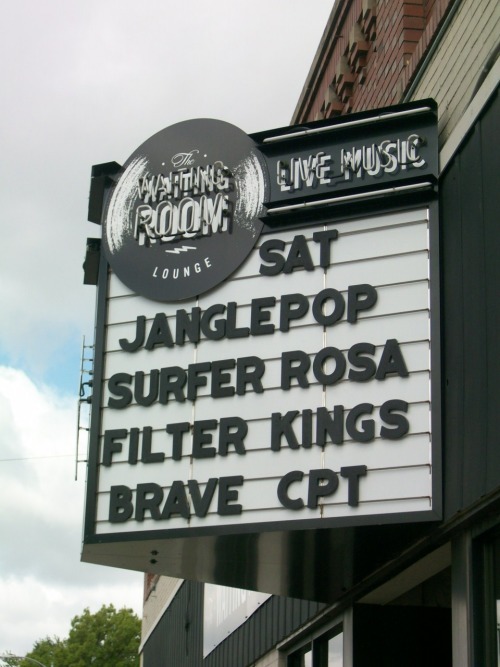 The
WAITING
ROOM
LOUNGE
LIVE MUSIC
SAT
JANGLEPOP
SURFER ROSA
FILTER KINGS
BRAVE CPT